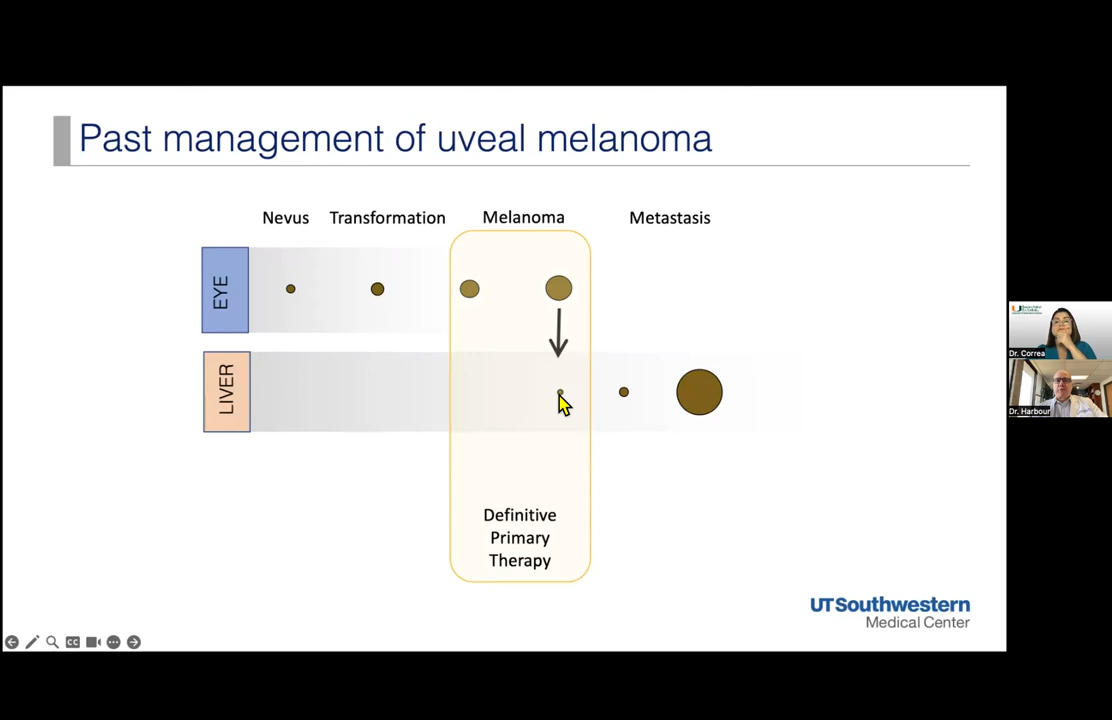 Past management of uveal melanoma
Nevus
Transformation
Melanoma
Metastasis
EYE
LIVER
Definitive
Primary
Therapy
UTSouthwestern
Medical Center
CC
Dr. Correa
Dr. Harbour